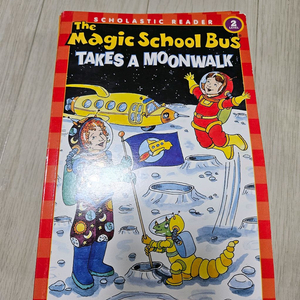 SCHOLASTIC READER
2
The
Magic School Bus
TAKES A MOONWALK